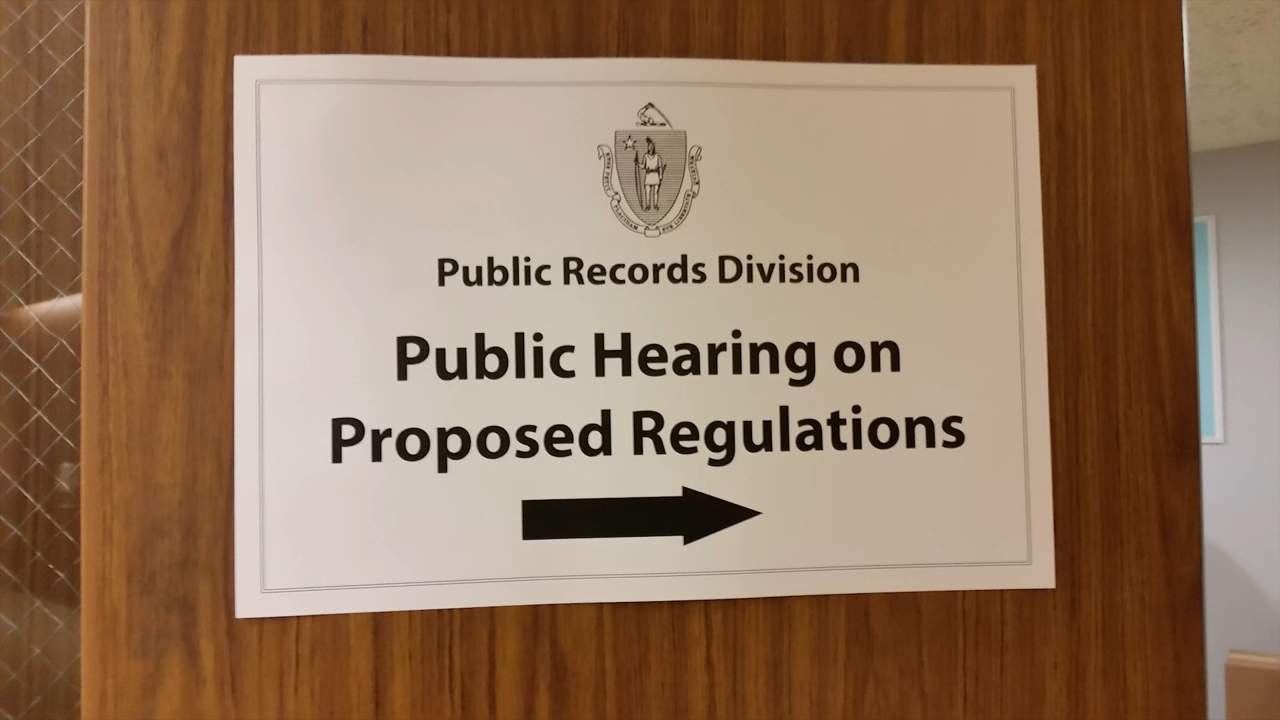 Public Records Division
Public Hearing on
Proposed Regulations